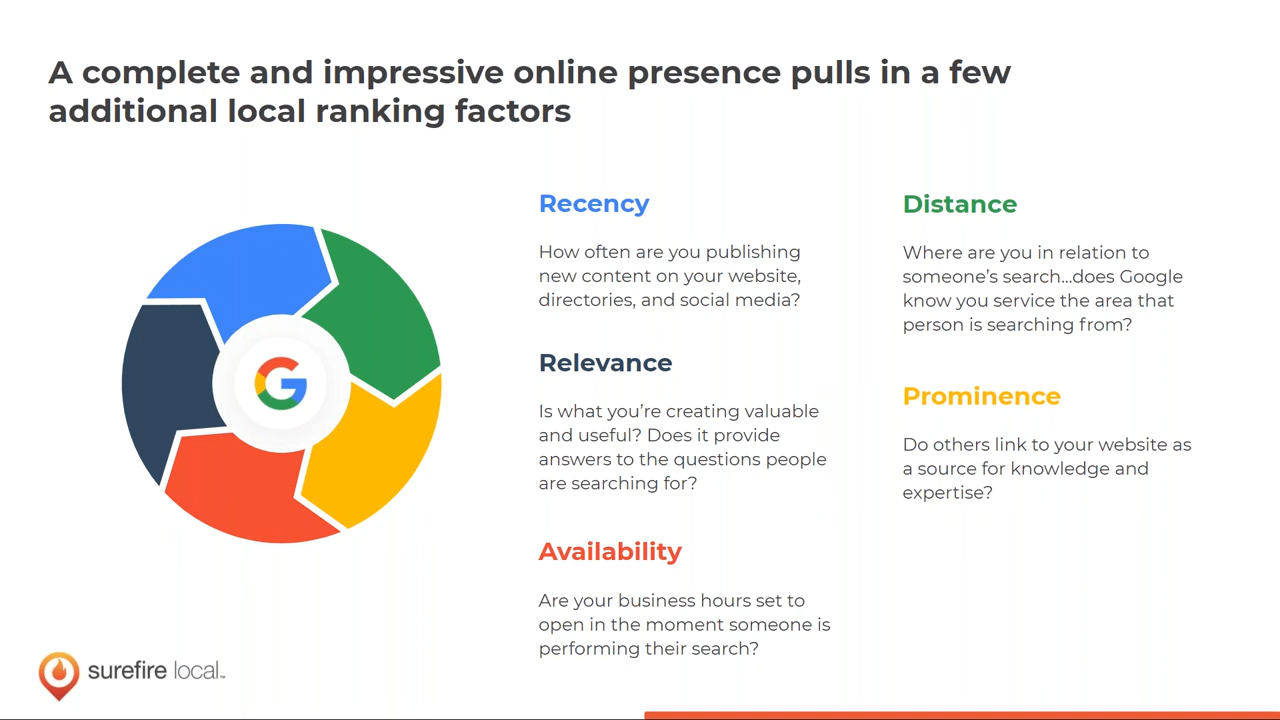 A complete and impressive online presence pulls in a few
additional local ranking factors
Recency
How often are you publishing
new content on your website,
directories, and social media?
Relevance
Is what you’re creating valuable
and useful? Does it provide
answers to the questions people
are searching for?
Availability
Are your business hours set to
open in the moment someone is
performing their search?
Distance
Where are you in relation to
someone’s search...does Google
know you service the area that
person is searching from?
Prominence
Do others link to your website as
a source for knowledge and
expertise?
G
surefire local™